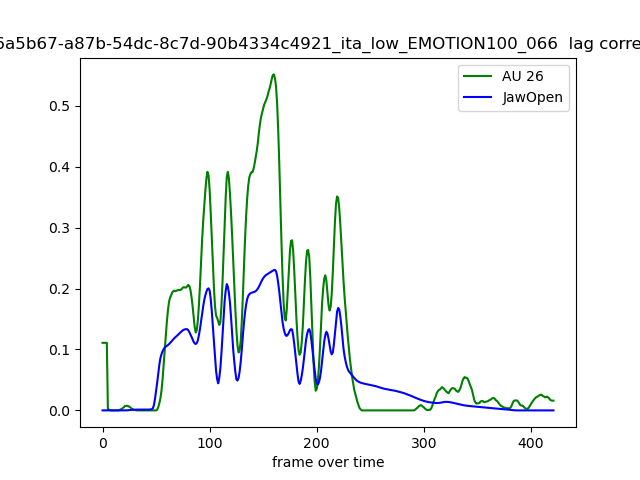 6a5b67-a87b-54dc-8c7d-90b4334c4921_ita_low_EMOTION100_066 lag corre
AU 26
JawOpen
0.5
0.4
0.3
0.2
0.1
0.0
0 100 200 300 400
frame over time